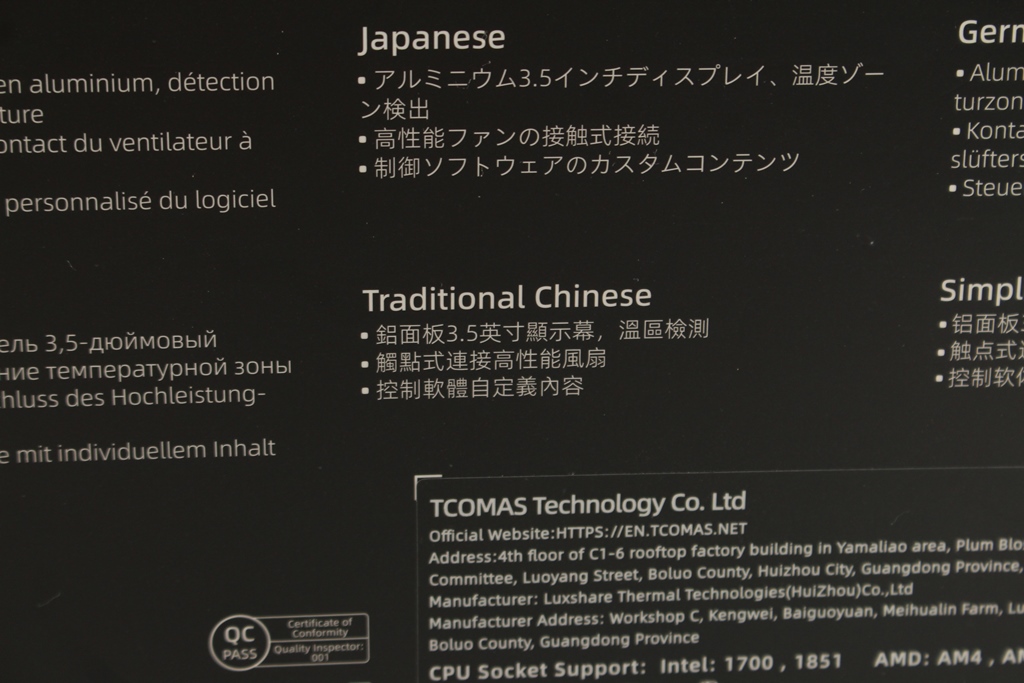 en aluminium, détection
ture
ontact du ventilateur à
personnalisé du logiciel
Japanese
• アルミニウム3.5インチディスプレイ、温度ゾー
ン検出
• 高性能ファンの接触式接続
• 制御ソフトウェアのカスタムコンテンツ
Germ
• Alum
turzon
• Konta
slüfters
• Steue
ель 3,5-дюймовый
ние температурной зоны
hluss des Hochleistung-
e mit individuellem Inhalt
Traditional Chinese
• 鋁面板3.5英寸顯示幕，溫區檢測
• 觸點式連接高性能風扇
• 控制軟體自定義內容
Simpl
• 铝面板3
• 触点式连
• 控制软体
QC
PASS
Certificate of
Conformity
Quality Inspector:
001
TCOMAS Technology Co. Ltd
Official Website:HTTPS://EN.TCOMAS.NET
Address:4th floor of C1-6 rooftop factory building in Yamaliao area, Plum Blo
Committee, Luoyang Street, Boluo County, Huizhou City, Guangdong Province,
Manufacturer: Luxshare Thermal Technologies(HuiZhou)Co.,Ltd
Manufacturer Address: Workshop C, Kengwei, Baiguoyuan, Meihualin Farm, Lu
Boluo County, Guangdong Province
CPU Socket Support: Intel: 1700 , 1851 AMD: AM4 , AM